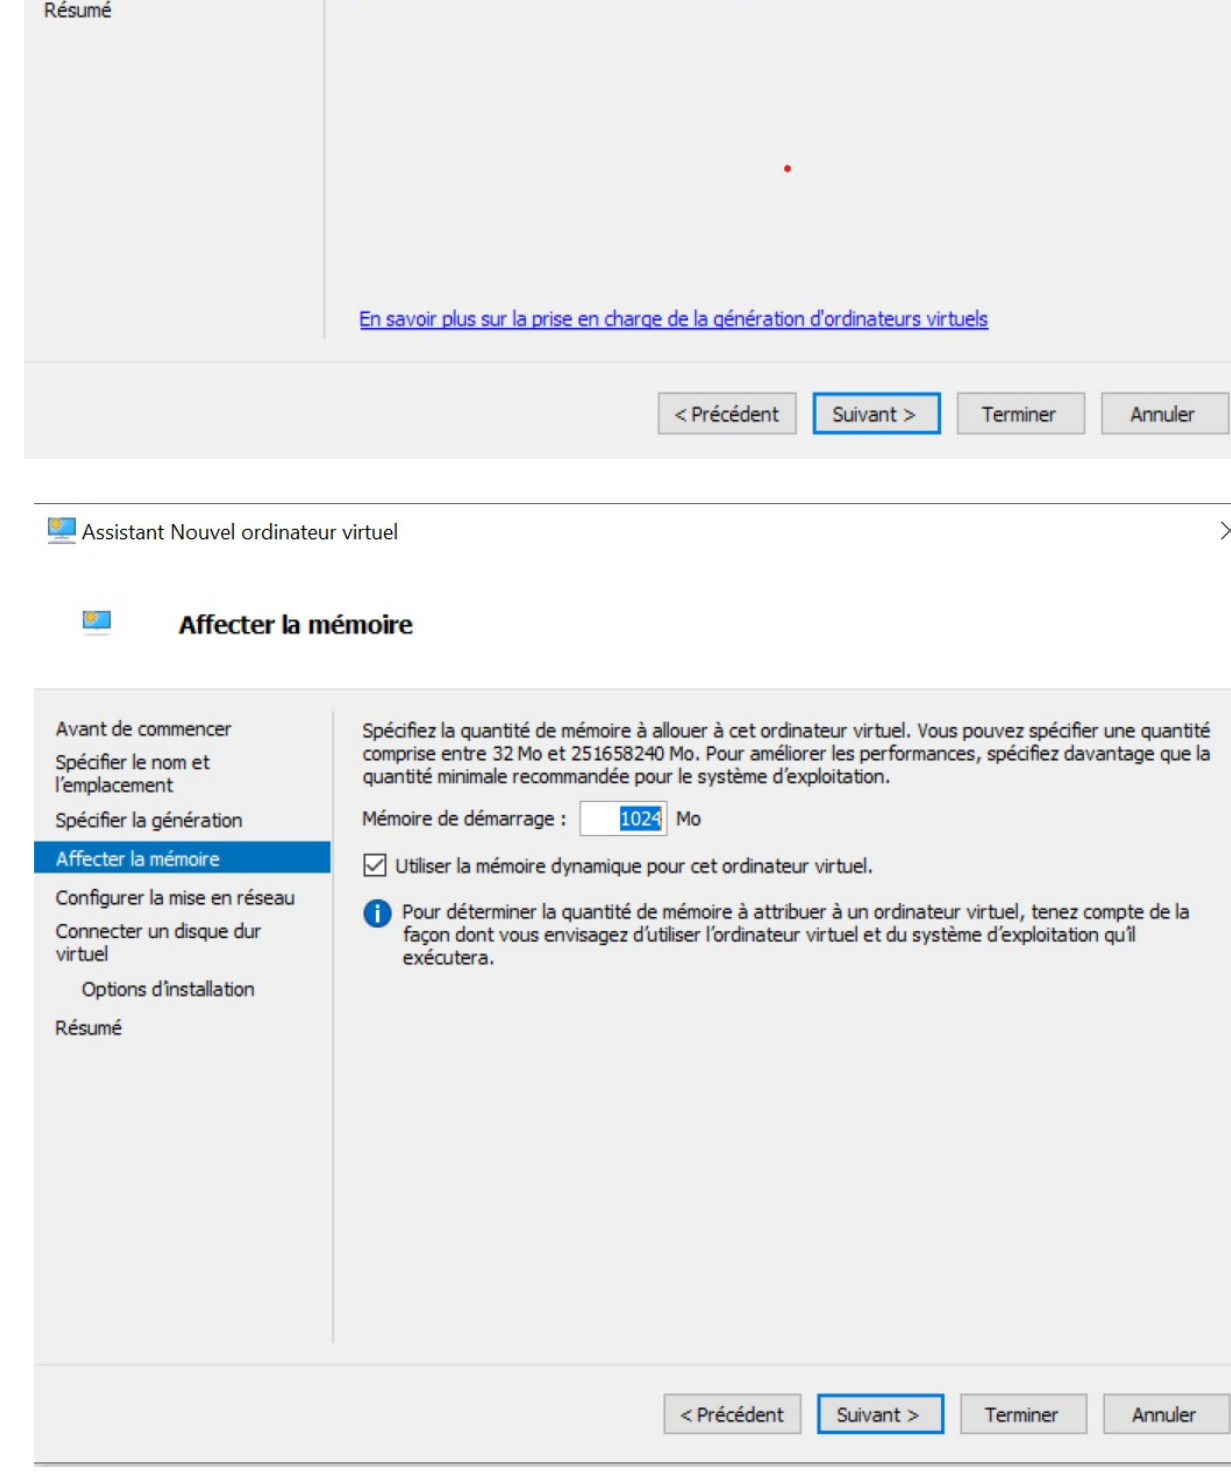 Résumé
En savoir plus sur la prise en charge de la génération d'ordinateurs virtuels
< Précédent
Suivant >
Terminer
Annuler
Assistant Nouvel ordinateur virtuel
Affecter la mémoire
Avant de commencer
Spécifier le nom et
l'emplacement
Spécifier la génération
Affecter la mémoire
Configurer la mise en réseau
Connecter un disque dur
virtuel
Options d'installation
Résumé
Spécifiez la quantité de mémoire à allouer à cet ordinateur virtuel. Vous pouvez spécifier une quantité
comprise entre 32 Mo et 251658240 Mo. Pour améliorer les performances, spécifiez davantage que la
quantité minimale recommandée pour le système d'exploitation.
Mémoire de démarrage : 1024 Mo
Utiliser la mémoire dynamique pour cet ordinateur virtuel.
Pour déterminer la quantité de mémoire à attribuer à un ordinateur virtuel, tenez compte de la
façon dont vous envisagez d'utiliser l'ordinateur virtuel et du système d'exploitation qu'il
exécutera.
< Précédent
Suivant >
Terminer
Annuler